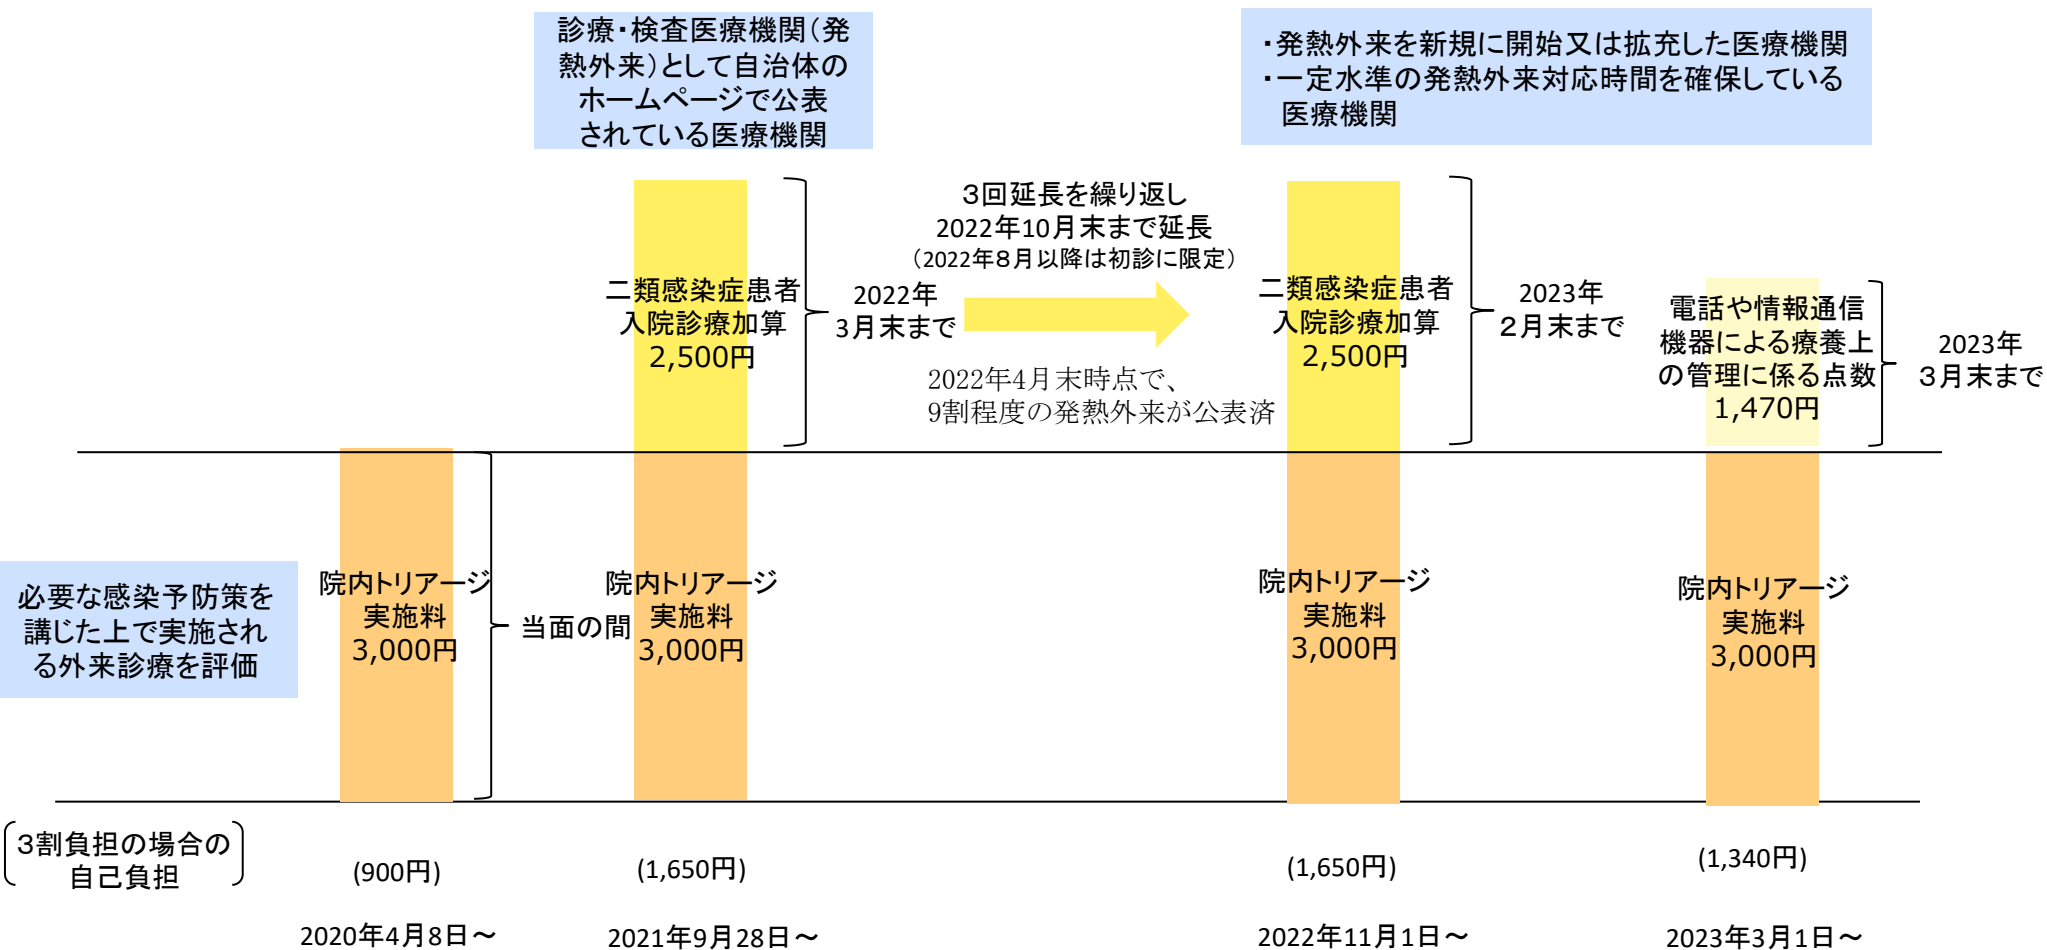 診療・検査医療機関（発
熱外来）として自治体の
ホームページで公表
されている医療機関
・発熱外来を新規に開始又は拡充した医療機関
・一定水準の発熱外来対応時間を確保している
医療機関
二類感染症患者
入院診療加算
2,500円
2022年
3月末まで
３回延長を繰り返し
2022年10月末まで延長
（2022年８月以降は初診に限定）
2022年4月末時点で、
9割程度の発熱外来が公表済
二類感染症患者
入院診療加算
2,500円
2023年
２月末まで
電話や情報通信
機器による療養上
の管理に係る点数
1,470円
2023年
３月末まで
必要な感染予防策を
講じた上で実施され
る外来診療を評価
院内トリアージ
実施料
3,000円
当面の間
院内トリアージ
実施料
3,000円
院内トリアージ
実施料
3,000円
院内トリアージ
実施料
3,000円
３割負担の場合の
自己負担
(900円)
(1,650円)
(1,650円)
(1,340円)
2020年4月8日～
2021年9月28日～
2022年11月1日～
2023年3月1日～